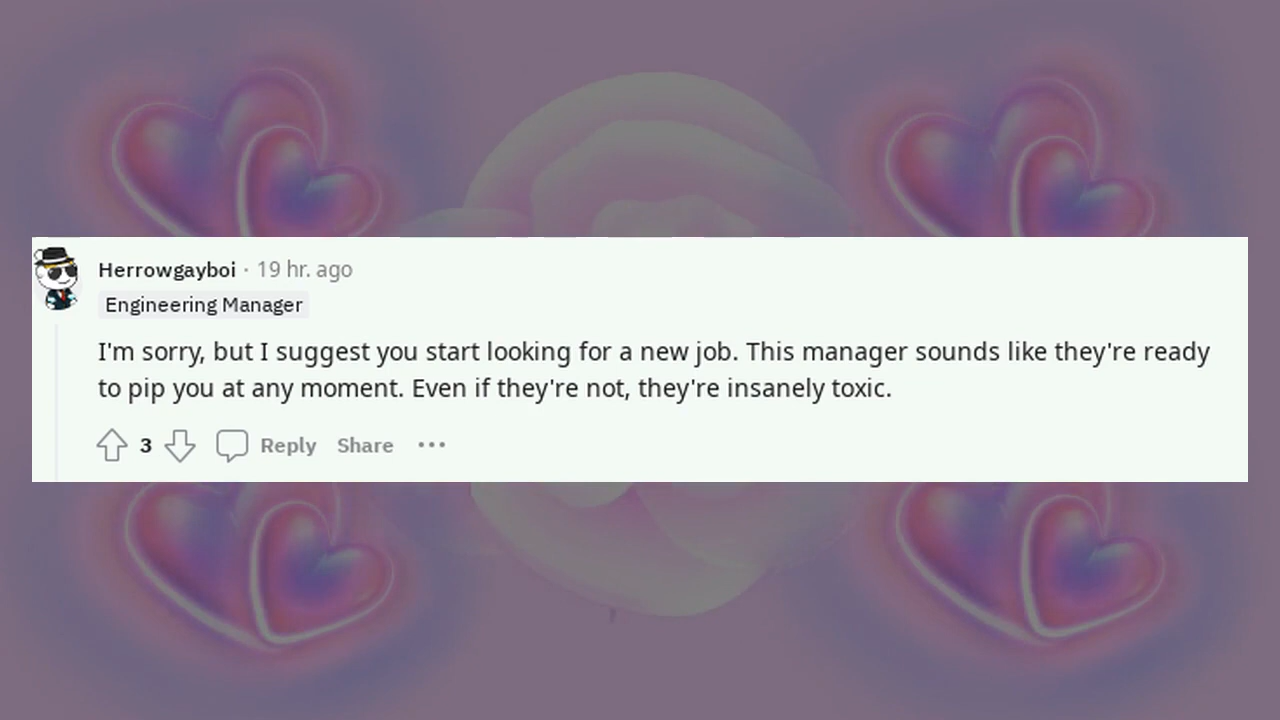 Herrowgayboi · 19 hr. ago
Engineering Manager
I'm sorry, but I suggest you start looking for a new job. This manager sounds like they're ready
to pip you at any moment. Even if they're not, they're insanely toxic.
3 Reply Share •••